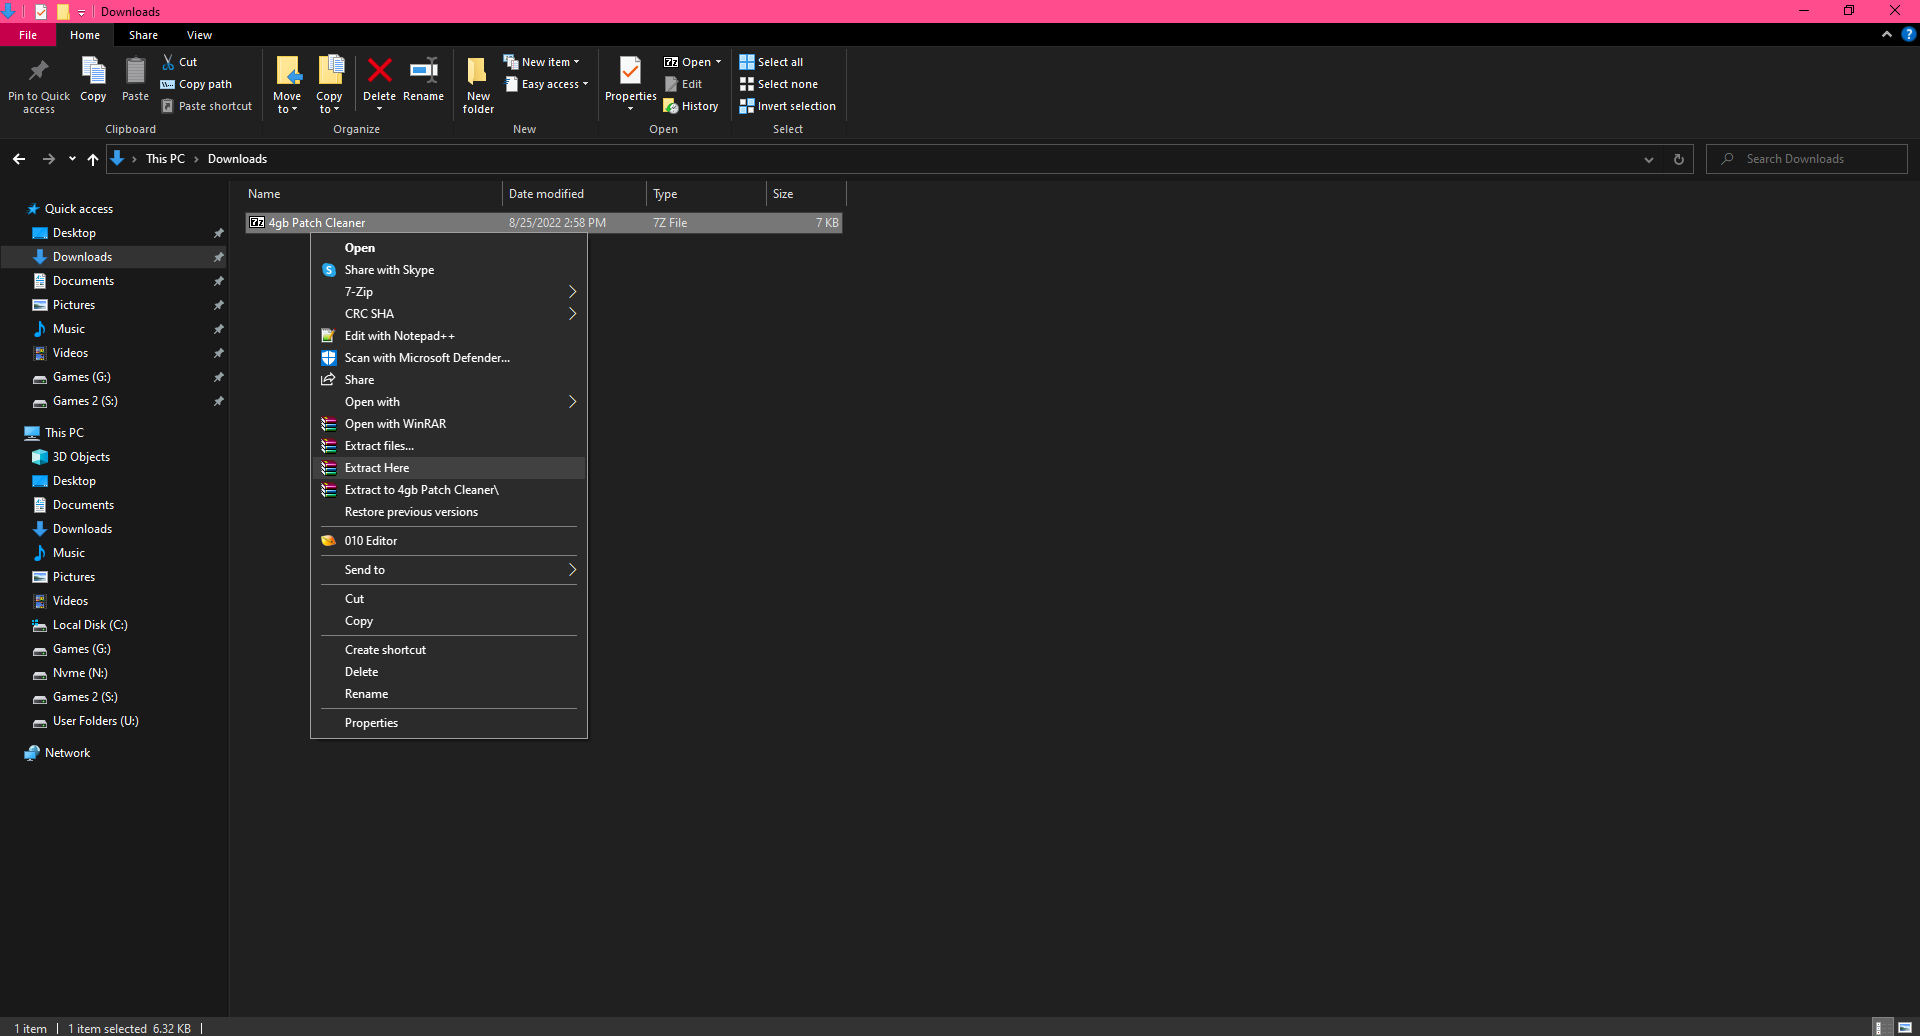 Downloads
File Home Share View
Pin to Quick access
Copy
Paste
Cut
Copy path
Paste shortcut
Clipboard
Move to
Copy to
Delete
Rename
Organize
New folder
New item
Easy access
New
Properties
Open
Edit
History
Open
Select all
Select none
Invert selection
Select
This PC > Downloads
Search Downloads
Quick access
Desktop
Downloads
Documents
Pictures
Music
Videos
Games (G:)
Games 2 (S:)
This PC
3D Objects
Desktop
Documents
Downloads
Music
Pictures
Videos
Local Disk (C:)
Games (G:)
Nvme (N:)
Games 2 (S:)
User Folders (U:)
Network
Name Date modified Type Size
4gb Patch Cleaner 8/25/2022 2:58 PM 7Z File 7 KB
Open
Share with Skype
7-Zip
CRC SHA
Edit with Notepad++
Scan with Microsoft Defender...
Share
Open with
Open with WinRAR
Extract files...
Extract Here
Extract to 4gb Patch Cleaner\
Restore previous versions
010 Editor
Send to
Cut
Copy
Create shortcut
Delete
Rename
Properties
1 item 1 item selected 6.32 KB